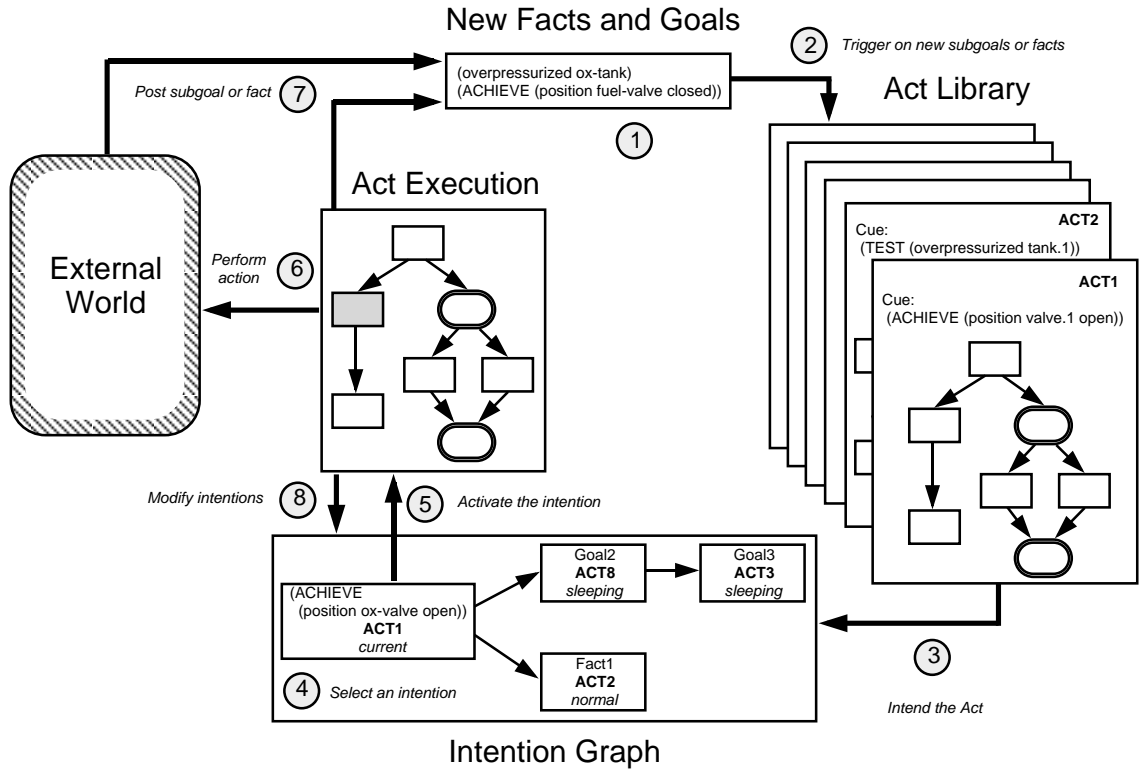 New Facts and Goals
2
Trigger on new subgoals or facts
(overpressurized ox-tank)
(ACHIEVE (position fuel-valve closed))
Post subgoal or fact
7
1
Act Library
Act Execution
External
World
Perform
action
6
ACT2
Cue:
(TEST (overpressurized tank.1))
ACT1
Cue:
(ACHIEVE (position valve.1 open))
Modify intentions
8
5
Activate the intention
(ACHIEVE
(position ox-valve open))
ACT1
current
Goal2
ACT8
sleeping
Goal3
ACT3
sleeping
Fact1
ACT2
normal
4
Select an intention
3
Intend the Act
Intention Graph